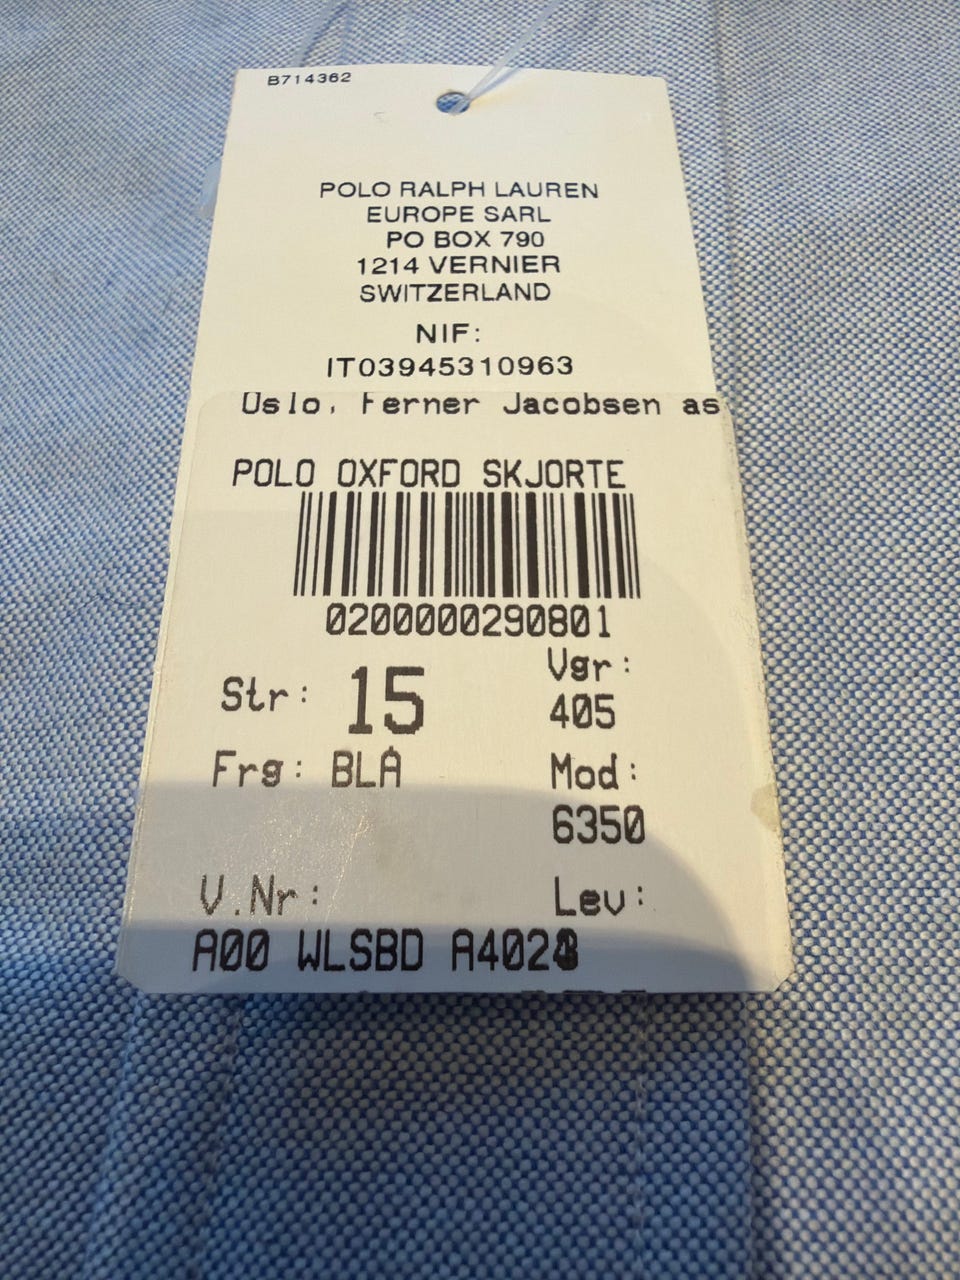 B714362
POLO RALPH LAUREN
EUROPE SARL
PO BOX 790
1214 VERNIER
SWITZERLAND
NIF:
IT03945310963
Oslo. Ferner Jacobsen as
POLO OXFORD SKJORTE
0200000290801
Str: 15
Vgr:
405
Frg: BLÅ
Mod:
6350
V.Nr:
Lev:
A00 WLSBD